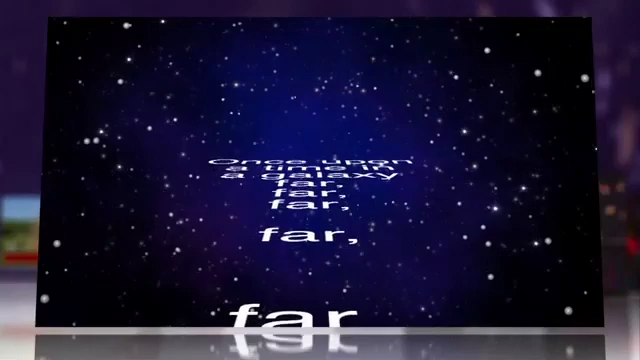 Once upon
a time in
a galaxy
far,
far,
far,
far,
far